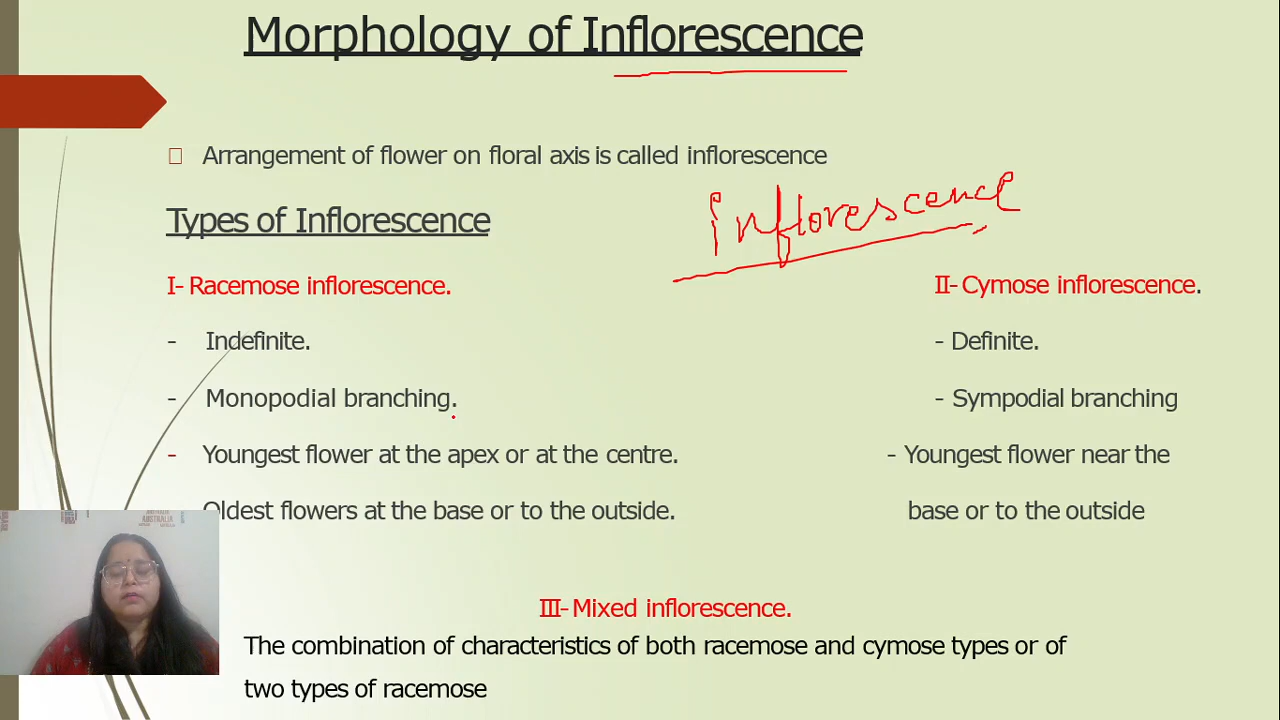 Morphology of Inflorescence
Arrangement of flower on floral axis is called inflorescence
inflorescence
Types of Inflorescence
I- Racemose inflorescence.
- Indefinite.
- Monopodial branching.
- Youngest flower at the apex or at the centre.
Oldest flowers at the base or to the outside.
II- Cymose inflorescence.
- Definite.
- Sympodial branching
- Youngest flower near the
base or to the outside
III- Mixed inflorescence.
The combination of characteristics of both racemose and cymose types or of
two types of racemose